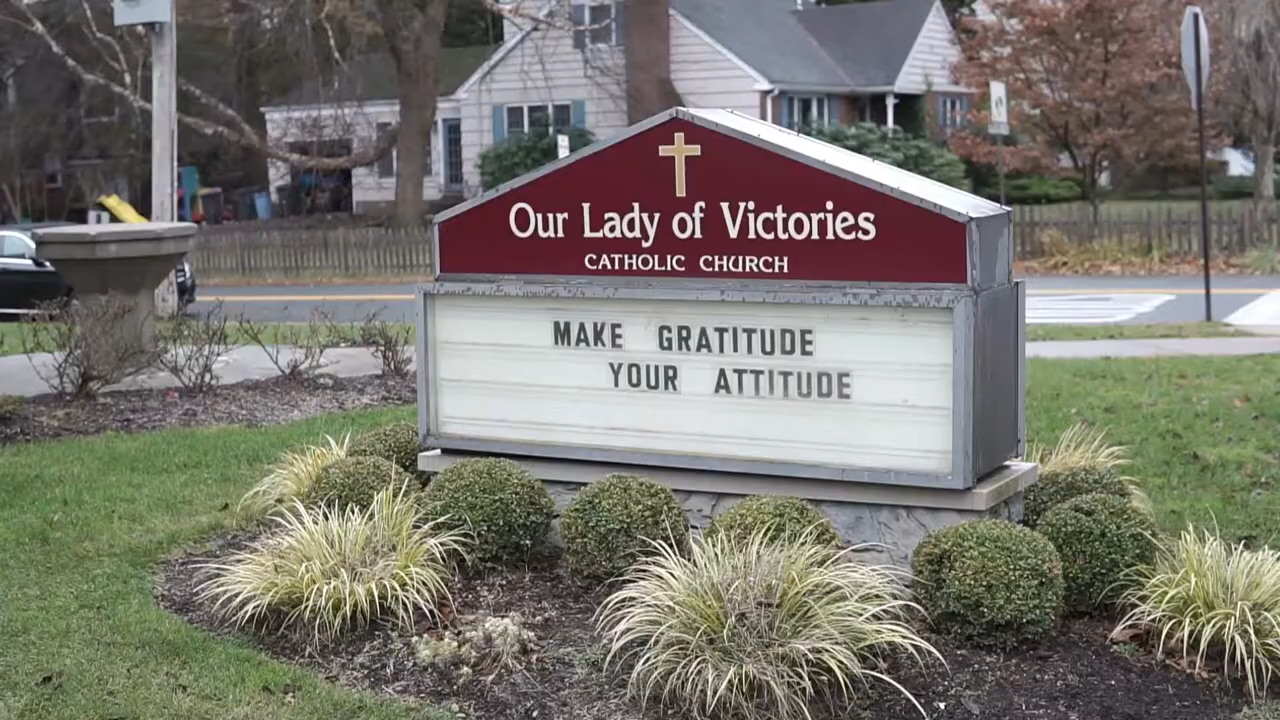 Our Lady of Victories
CATHOLIC CHURCH
MAKE GRATITUDE
YOUR ATTITUDE